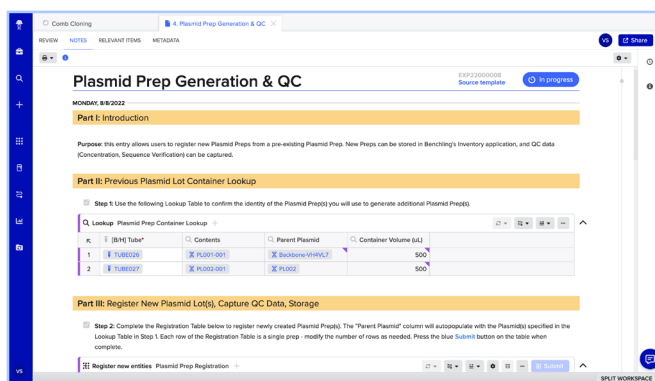 Comb Cloning
4. Plasmid Prep Generation & QC
REVIEW NOTES RELEVANT ITEMS METADATA
VS Share
Plasmid Prep Generation & QC
EXP22000008
Source template
In progress
MONDAY, 8/8/2022
Part I: Introduction
Purpose: this entry allows users to register new Plasmid Preps from a pre-existing Plasmid Prep. New Preps can be stored in Benchling's Inventory application, and QC data
(Concentration, Sequence Verification) can be captured.
Part II: Previous Plasmid Lot Container Lookup
Step 1: Use the following Lookup Table to confirm the identity of the Plasmid Prep(s) you will use to generate additional Plasmid Prep(s).
Lookup Plasmid Prep Container Lookup
[B/H] Tube* Contents Parent Plasmid Container Volume (uL)
1 TUBE026 PL001-001 Backbone-VH4VL7 500
2 TUBE027 PL002-001 PL002 500
Part III: Register New Plasmid Lot(s), Capture QC Data, Storage
Step 2: Complete the Registration Table below to register newly created Plasmid Prep(s). The "Parent Plasmid" column will autopopulate with the Plasmid(s) specified in the
Lookup Table in Step 1. Each row of the Registration Table is a single prep - modify the number of rows as needed. Press the blue Submit button on the table when
complete.
Register new entities Plasmid Prep Registration
Submit
VS
SPLIT WORKSPACE